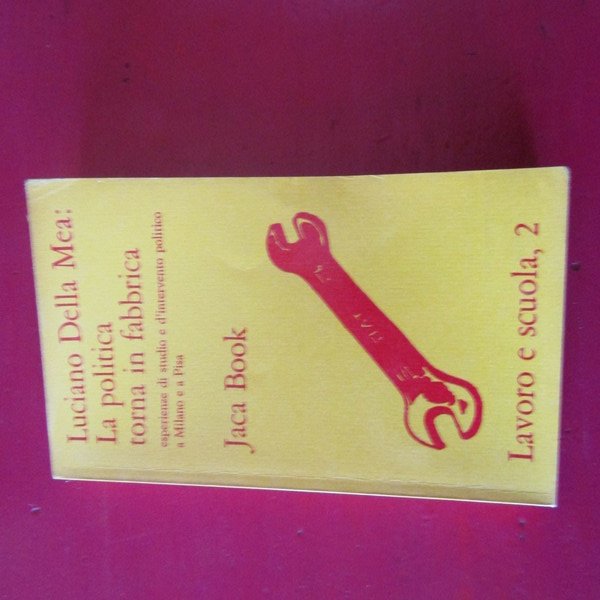 Luciano Della Mea:
La politica
torna in fabbrica
esperienze di studio e d'intervento politico
a Milano e a Pisa
Jaca Book
Lavoro e scuola, 2